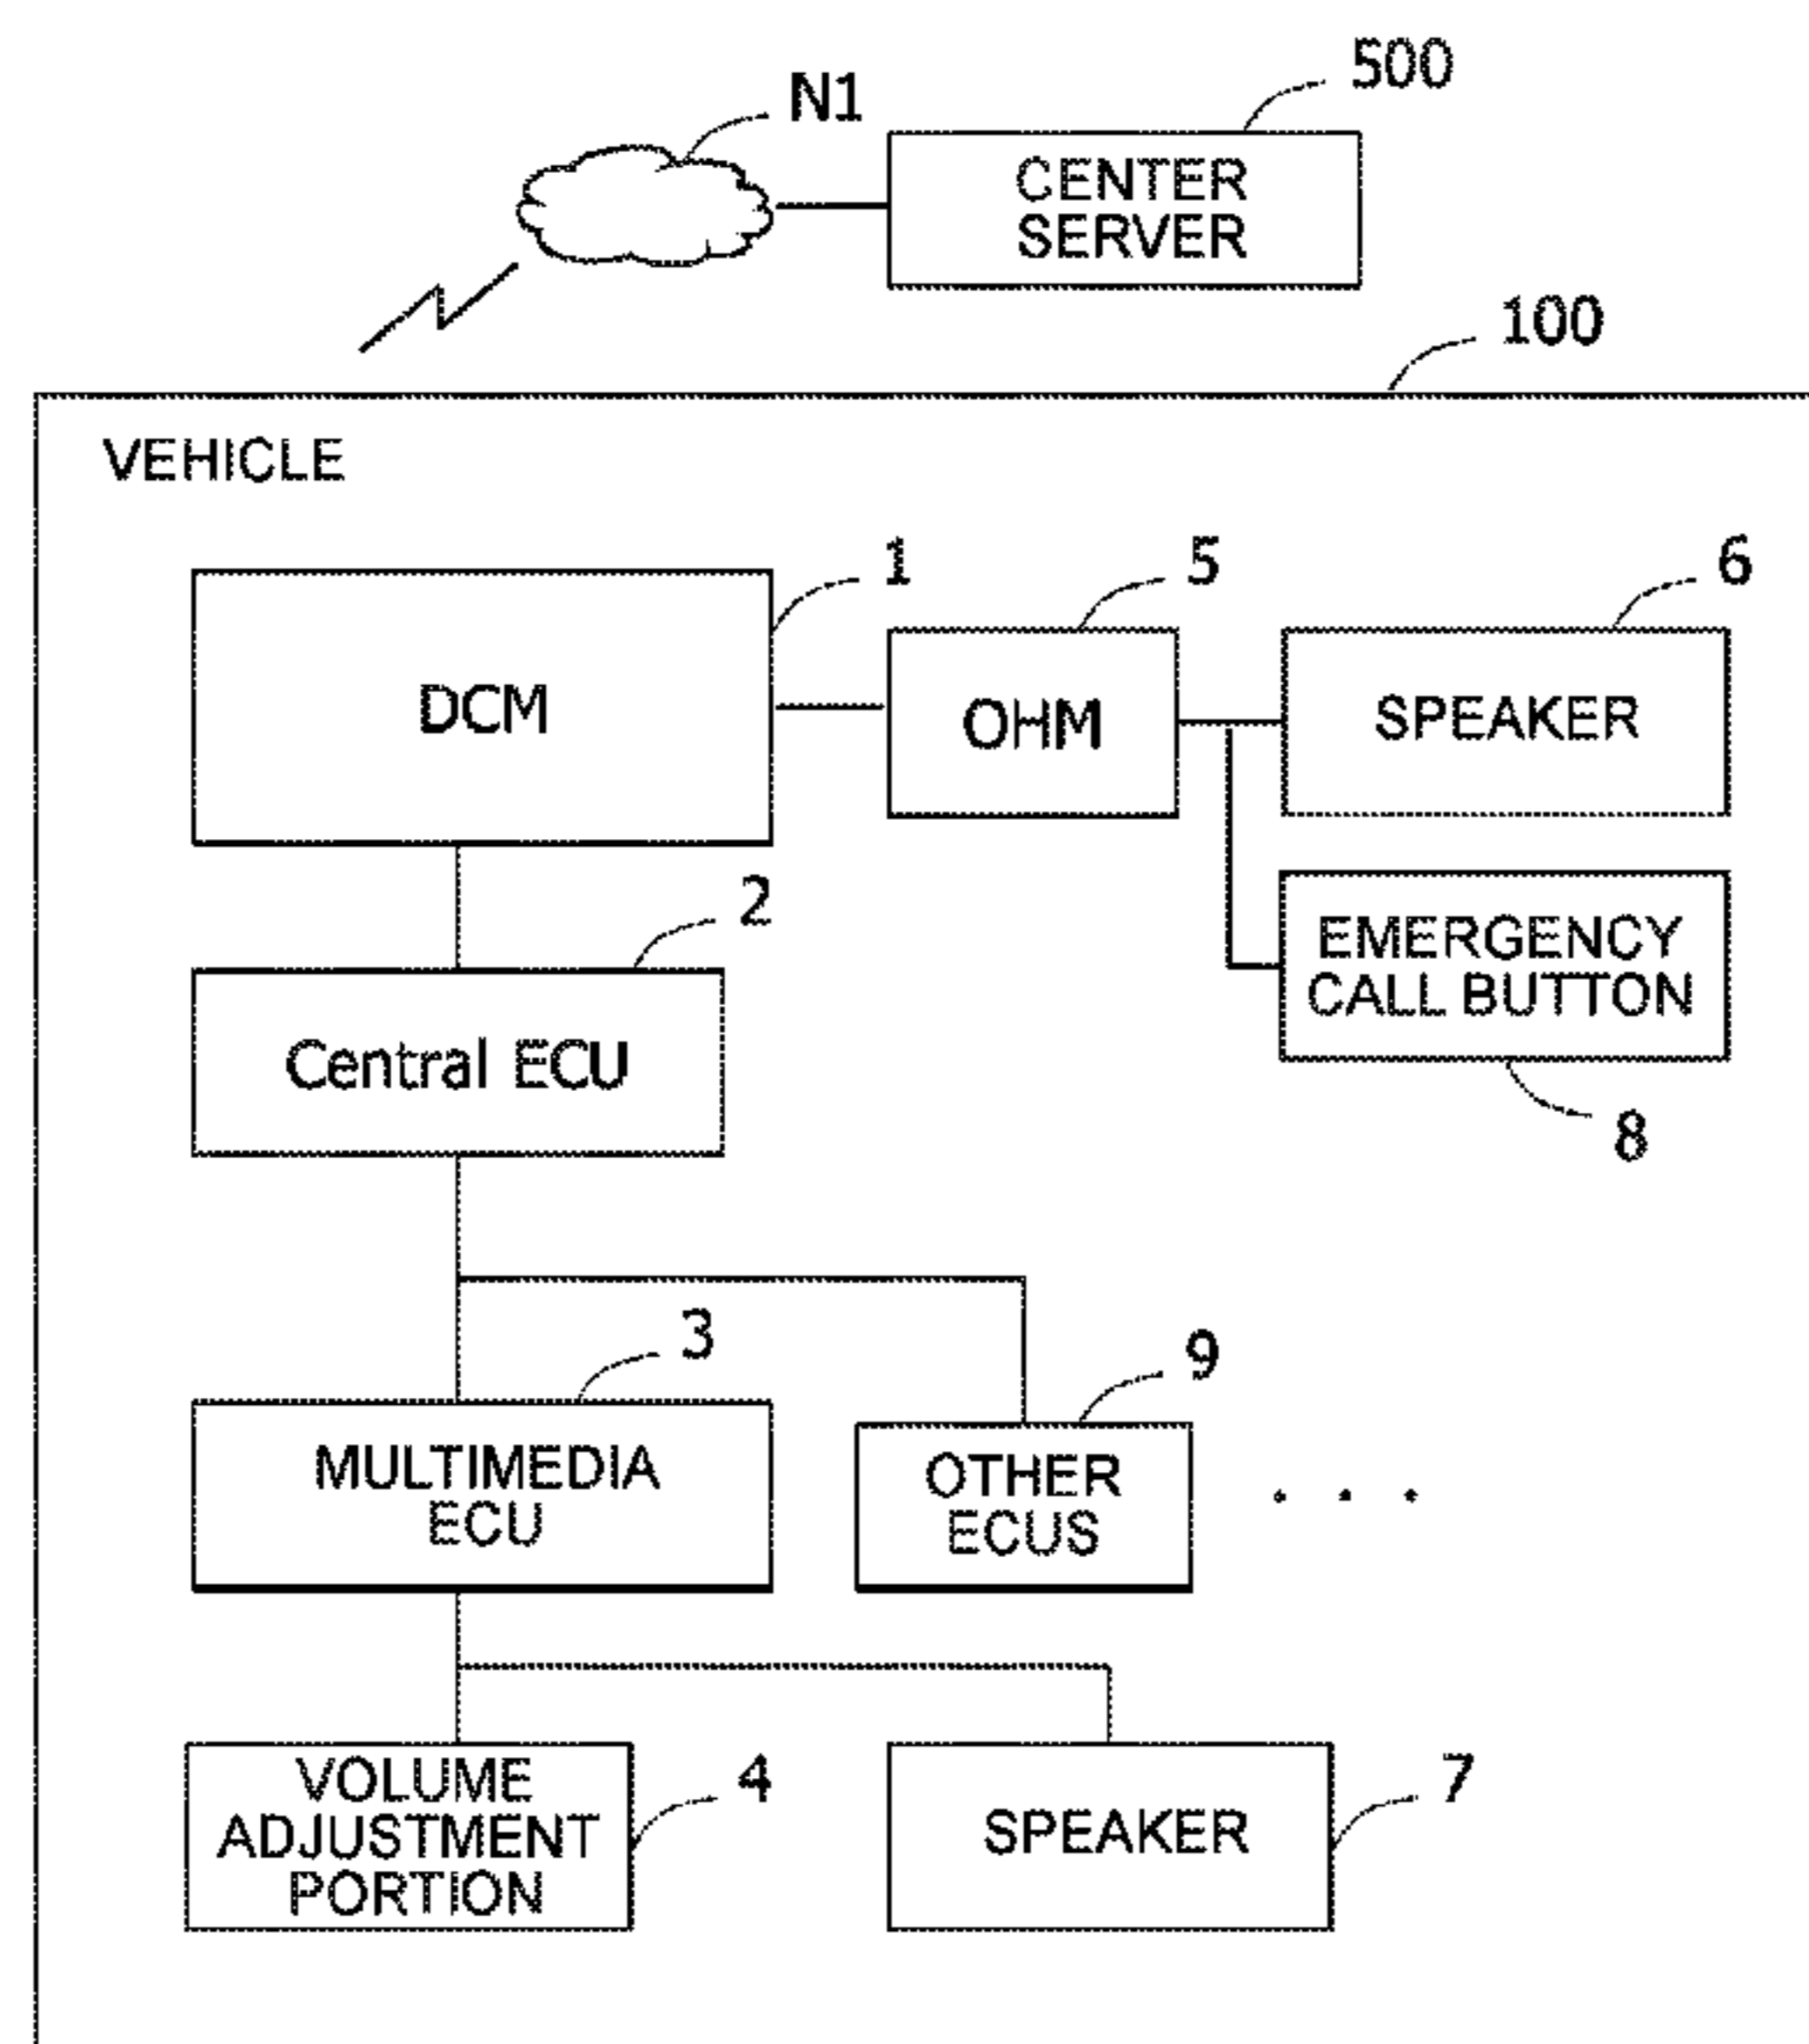 500
N1
CENTER
SERVER
100
VEHICLE
1
5
6
DCM
OHM
SPEAKER
2
EMERGENCY
CALL BUTTON
Central ECU
8
3
9
MULTIMEDIA
ECU
OTHER
ECUS
. . .
VOLUME
ADJUSTMENT
PORTION
4
SPEAKER
7